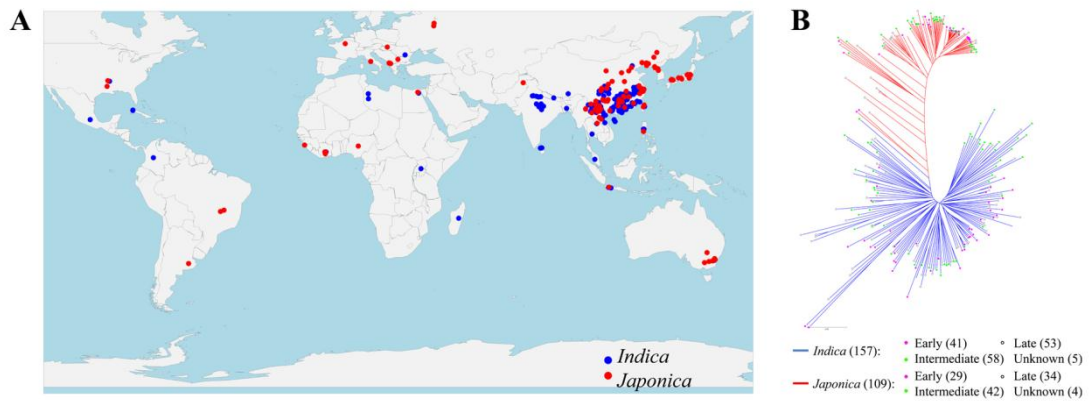 A
B
Indica
Japonica
Indica (157): Early (41) Late (53)
Intermediate (58) Unknown (5)
Japonica (109): Early (29) Late (34)
Intermediate (42) Unknown (4)